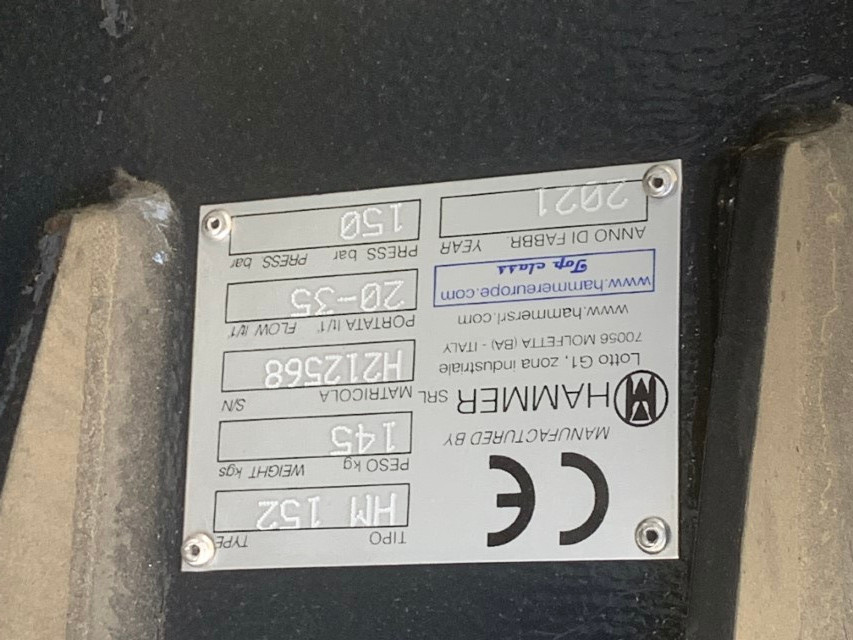 CE
MANUFACTURED BY
HAMMER SRL
Lotto G1, zona industriale
70056 MOLFETTA (BA) - ITALY
www.hammersrl.com
www.hammereurope.com
Top class
ANNO DI FABBR. YEAR
2021
TIPO TYPE
HM 152
PESO kg WEIGHT kgs
145
MATRICOLA S/N
H212568
PORTATA lt/1' FLOW lt/1'
20-35
PRESS bar PRESS bar
150